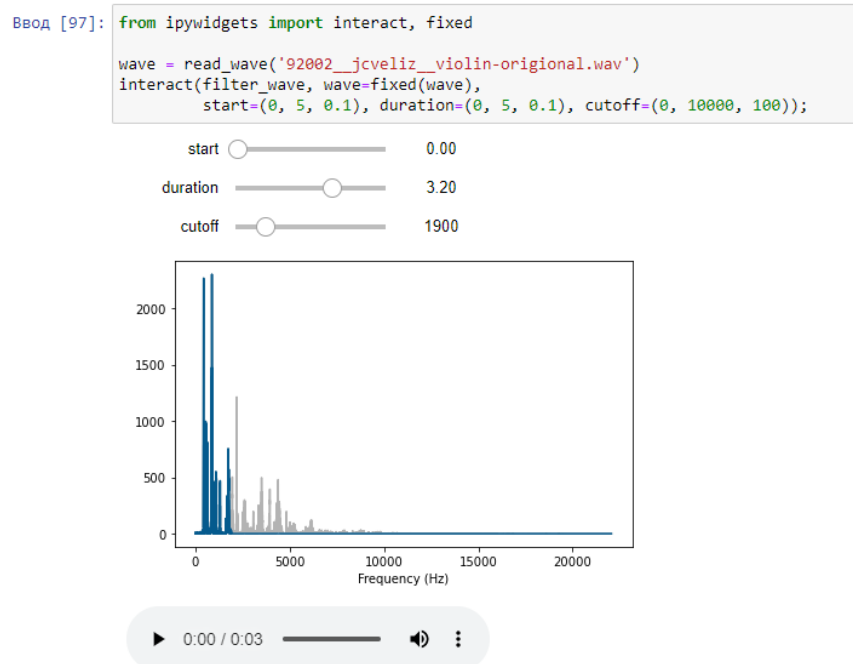 Ввод [97]: from ipywidgets import interact, fixed
wave = read_wave('92002__jcveliz__violin-origional.wav')
interact(filter_wave, wave=fixed(wave),
start=(0, 5, 0.1), duration=(0, 5, 0.1), cutoff=(0, 10000, 100));
start 0.00
duration 3.20
cutoff 1900
2000
1500
1000
500
0
0 5000 10000 15000 20000
Frequency (Hz)
0:00 / 0:03